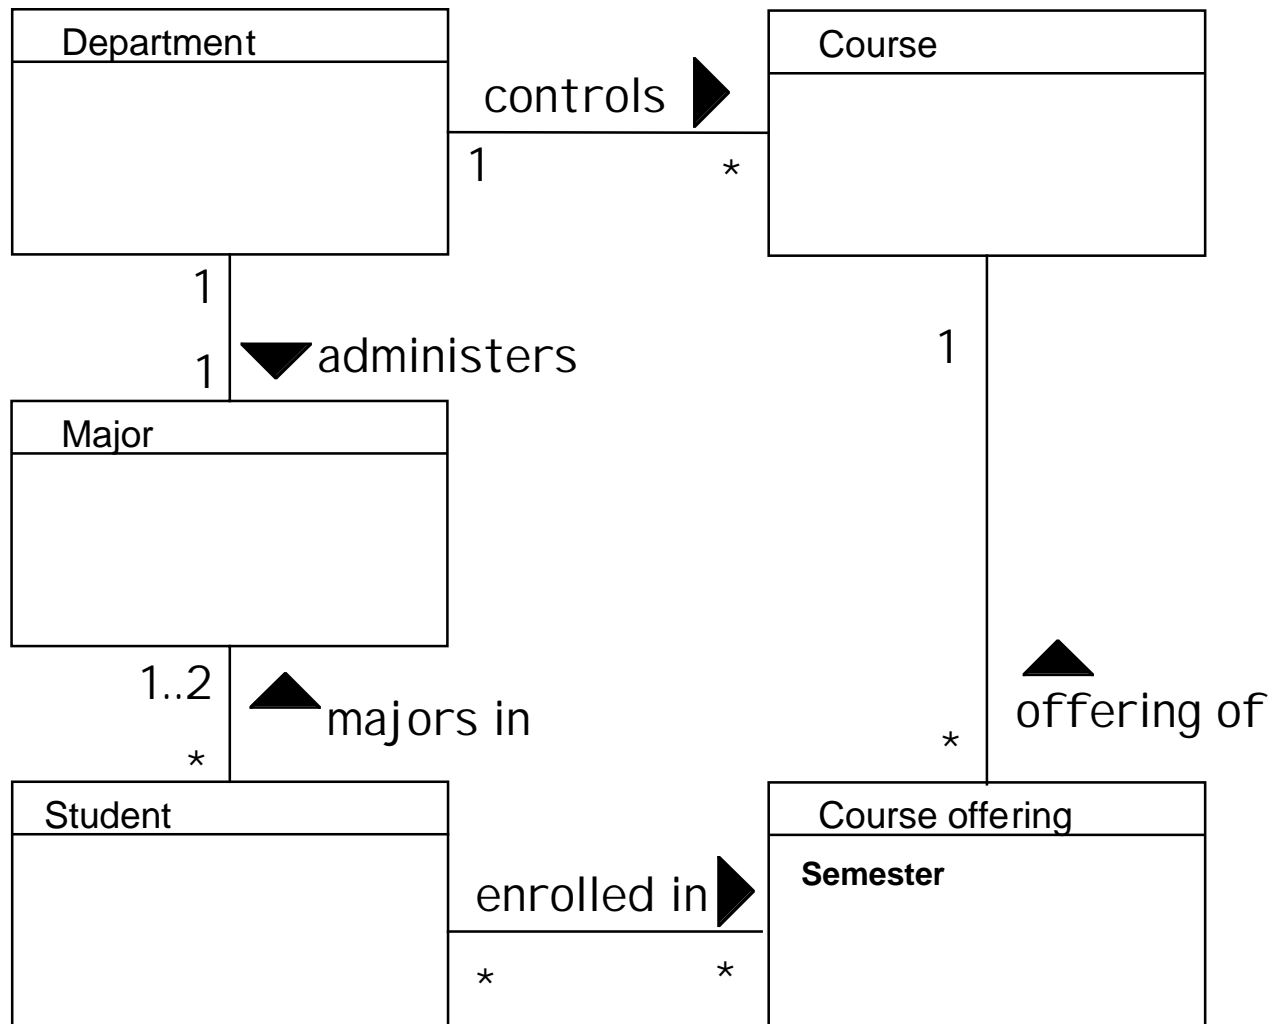 Department
Course
controls
1
*
1
1
administers
1
Major
1..2
majors in
*
offering of
*
Student
Course offering
Semester
enrolled in
*
*